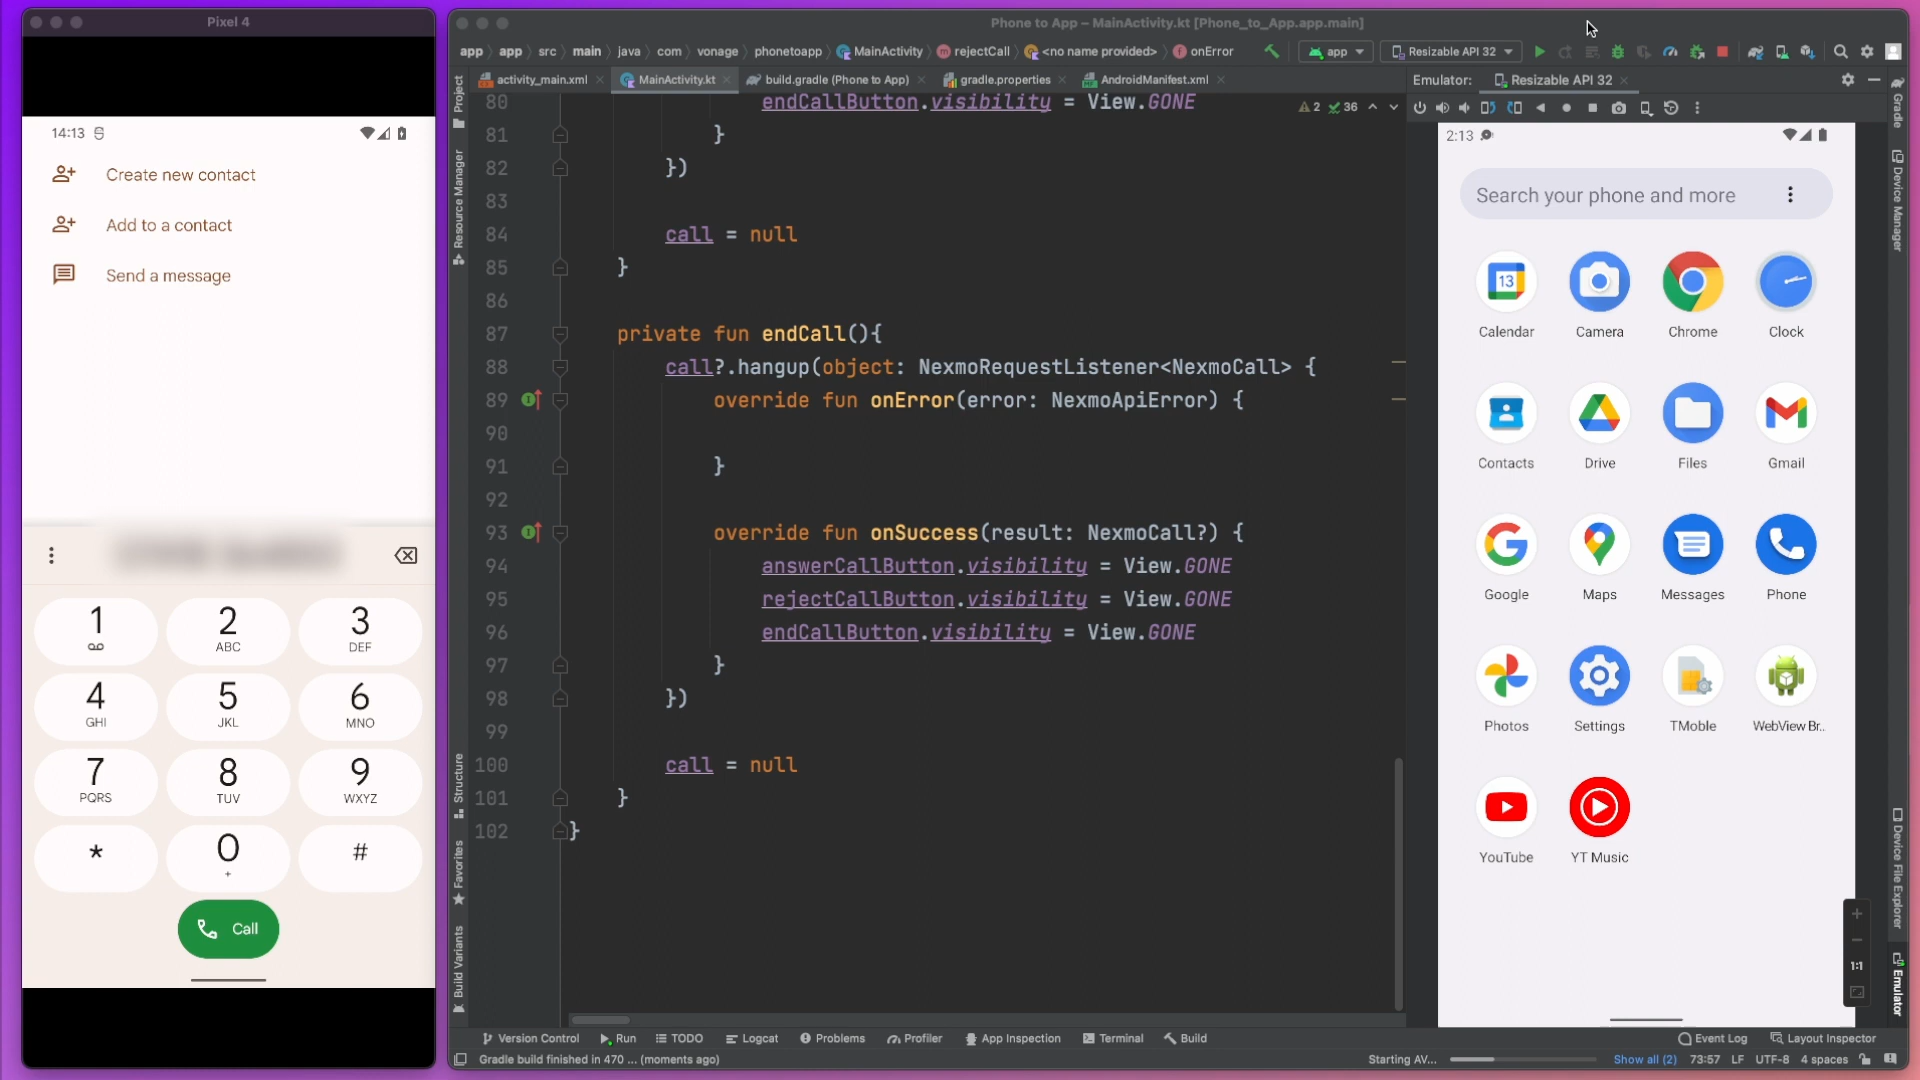 Pixel 4
14:13
Create new contact
Add to a contact
Send a message
1
2
ABC
3
DEF
4
GHI
5
JKL
6
MNO
7
PQRS
8
TUV
9
WXYZ
*
0
+
#
Call
Phone to App – MainActivity.kt [Phone_to_App.app.main]
app app src main java com vonage phonetoapp MainActivity rejectCall <no name provided> onError
app
Resizable API 32
activity_main.xml
MainActivity.kt
build.gradle (Phone to App)
gradle.properties
AndroidManifest.xml
2 36
Project
Resource Manager
Structure
Favorites
Build Variants
80 endCallButton.visibility = View.GONE
81 }
82 })
83
84 call = null
85 }
86
87 private fun endCall(){
88 call?.hangup(object: NexmoRequestListener<NexmoCall> {
89 override fun onError(error: NexmoApiError) {
90
91 }
92
93 override fun onSuccess(result: NexmoCall?) {
94 answerCallButton.visibility = View.GONE
95 rejectCallButton.visibility = View.GONE
96 endCallButton.visibility = View.GONE
97 }
98 })
99
100 call = null
101 }
102 }
Emulator:
Resizable API 32
2:13
Search your phone and more
13
Calendar
Camera
Chrome
Clock
Contacts
Drive
Files
Gmail
Google
Maps
Messages
Phone
Photos
Settings
TMoble
WebView Br..
YouTube
YT Music
1:1
Gradle
Device Manager
Device File Explorer
Emulator
Version Control
Run
TODO
Logcat
Problems
Profiler
App Inspection
Terminal
Build
Event Log
Layout Inspector
Gradle build finished in 470 ... (moments ago)
Starting AV...
Show all (2)
73:57
LF
UTF-8
4 spaces